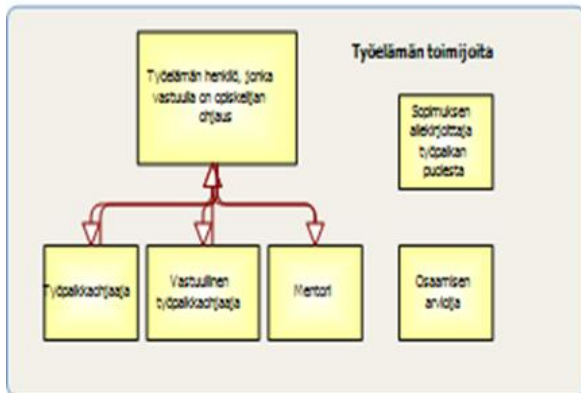 Työelämän toimijoita
Työelämän henkilö, jonka
vastuulla on opiskelijan
ohjaus
Sopimuksen
allekirjoittaja
työpaikan
puolesta
Työpaikkaohjaaja
Vastuullinen
työpaikkaohjaaja
Mentori
Osaamisen
arvioija